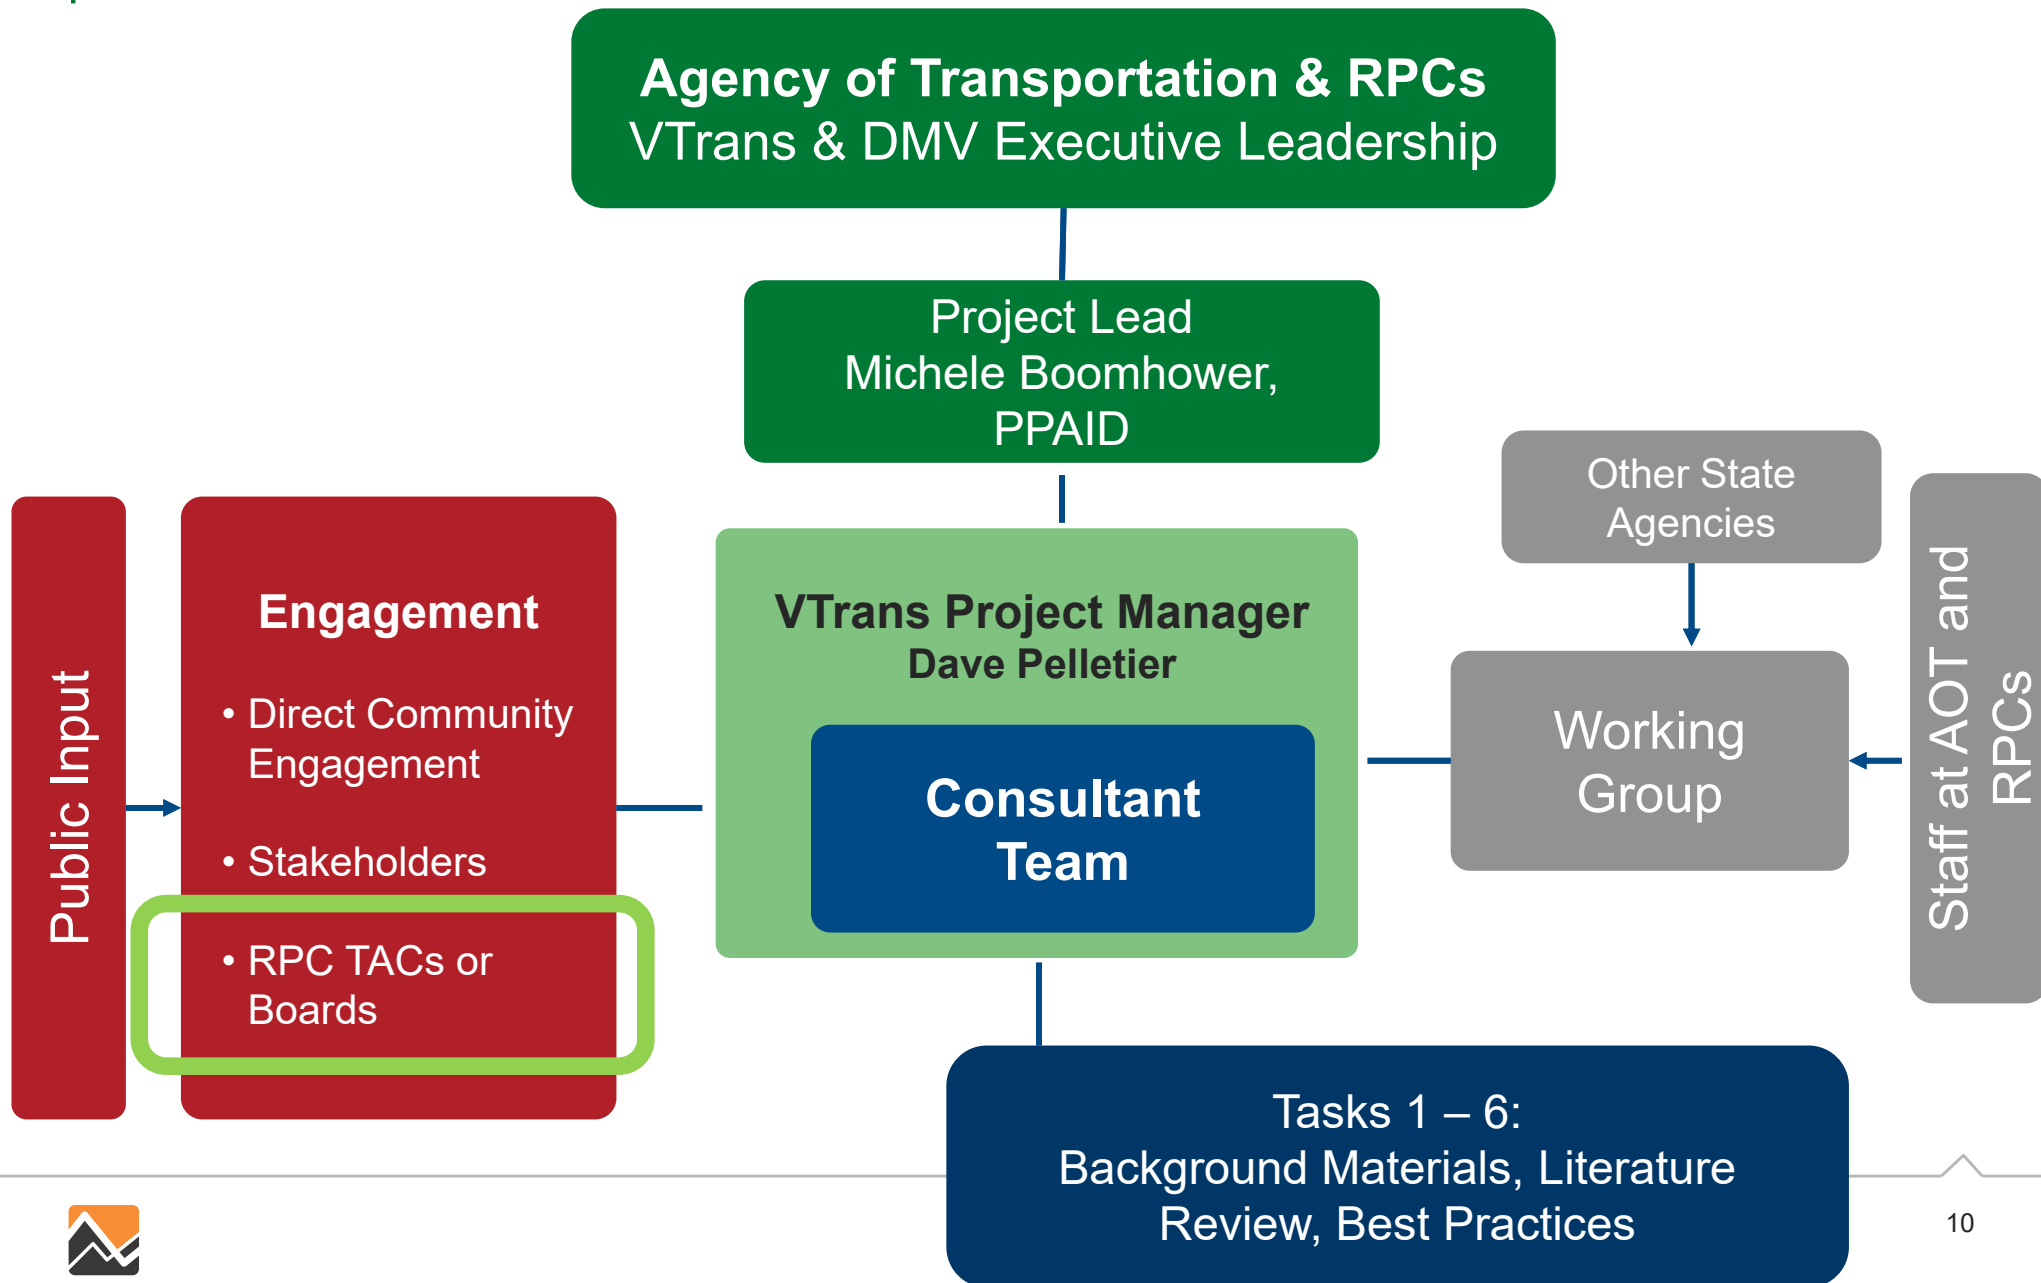 Agency of Transportation & RPCs
VTrans & DMV Executive Leadership
Project Lead
Michele Boomhower,
PPAID
Public Input
Engagement
• Direct Community
Engagement
• Stakeholders
• RPC TACs or
Boards
VTrans Project Manager
Dave Pelletier
Consultant
Team
Other State
Agencies
Working
Group
Staff at AOT and
RPCs
Tasks 1 – 6:
Background Materials, Literature
Review, Best Practices
10